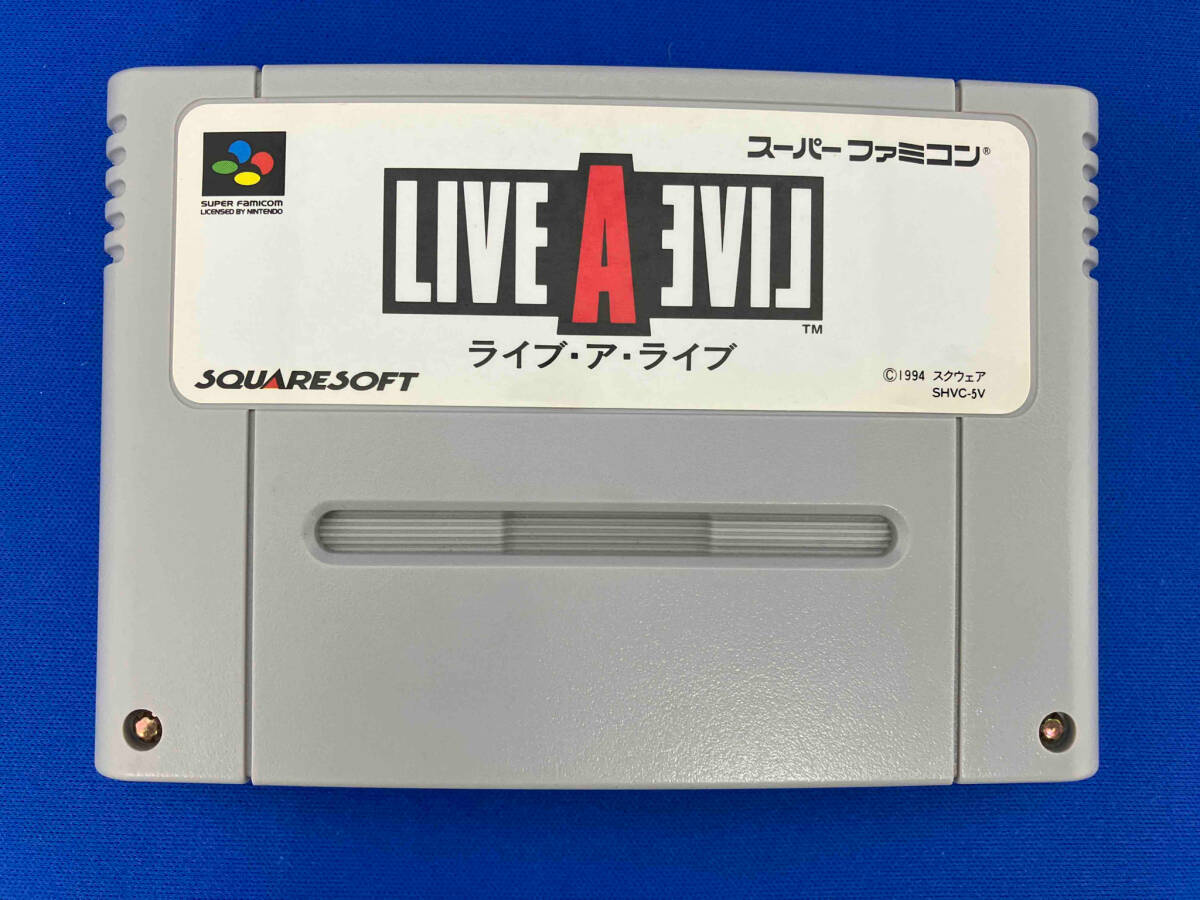 スーパーファミコン®
SUPER FAMICOM
LICENSED BY NINTENDO
LIVE A EVIL
TM
ライブ・ア・ライブ
SQUARESOFT
©1994 スクウェア
SHVC-5V